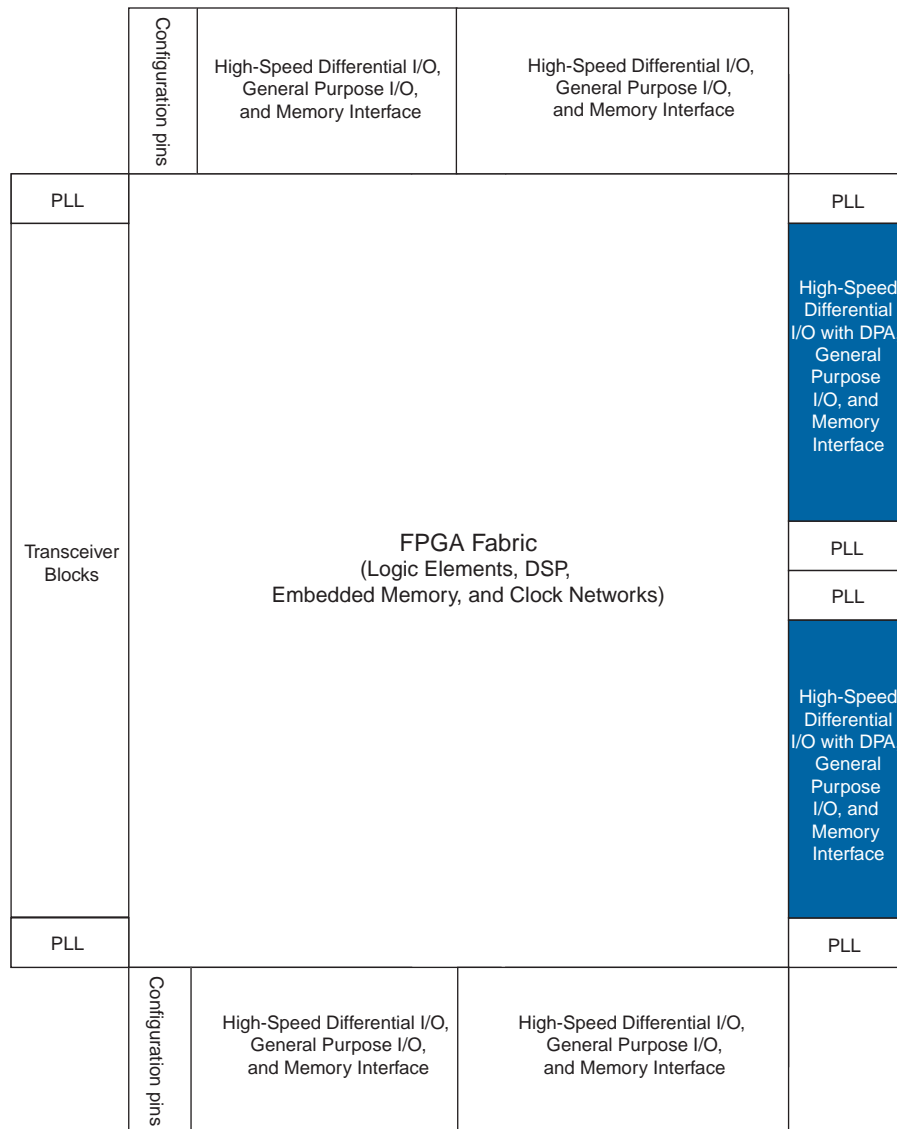 Configuration pins
High-Speed Differential I/O,
General Purpose I/O,
and Memory Interface
High-Speed Differential I/O,
General Purpose I/O,
and Memory Interface
PLL
PLL
High-Speed
Differential
I/O with DPA
General
Purpose
I/O, and
Memory
Interface
Transceiver
Blocks
FPGA Fabric
(Logic Elements, DSP,
Embedded Memory, and Clock Networks)
PLL
PLL
High-Speed
Differential
I/O with DPA
General
Purpose
I/O, and
Memory
Interface
PLL
PLL
Configuration pins
High-Speed Differential I/O,
General Purpose I/O,
and Memory Interface
High-Speed Differential I/O,
General Purpose I/O,
and Memory Interface